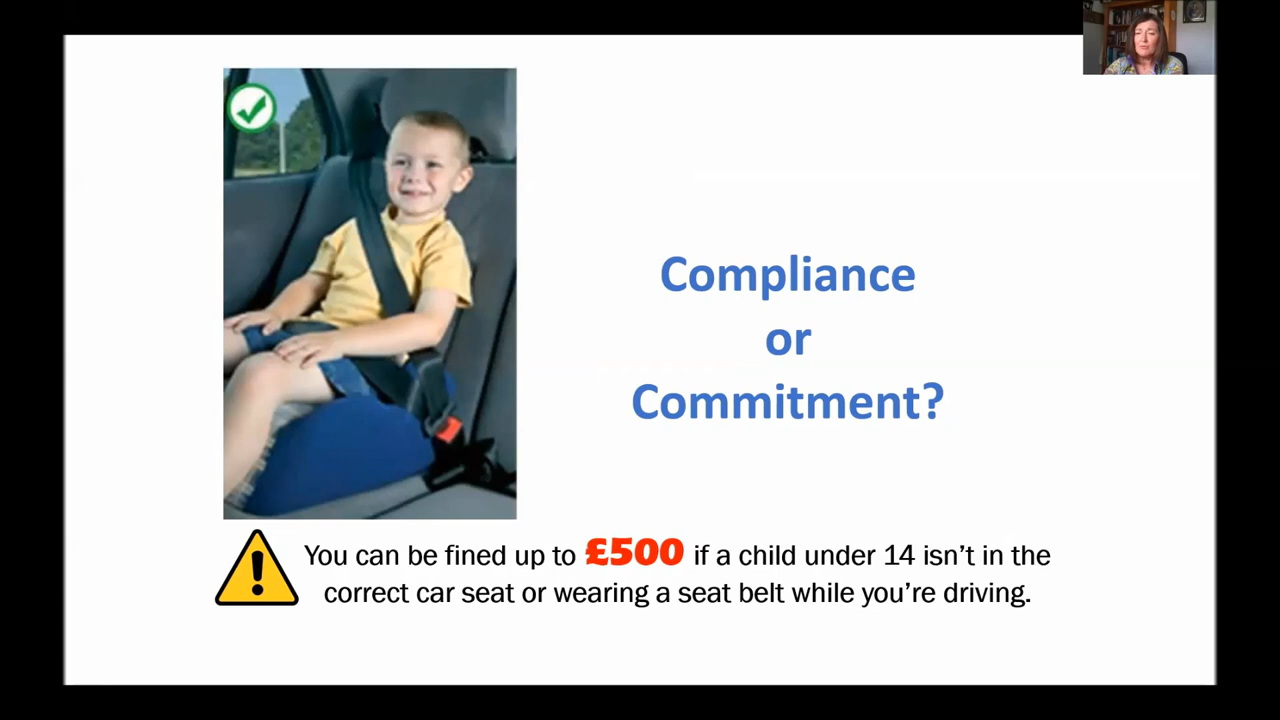 Compliance
or
Commitment?
You can be fined up to £500 if a child under 14 isn’t in the
correct car seat or wearing a seat belt while you’re driving.